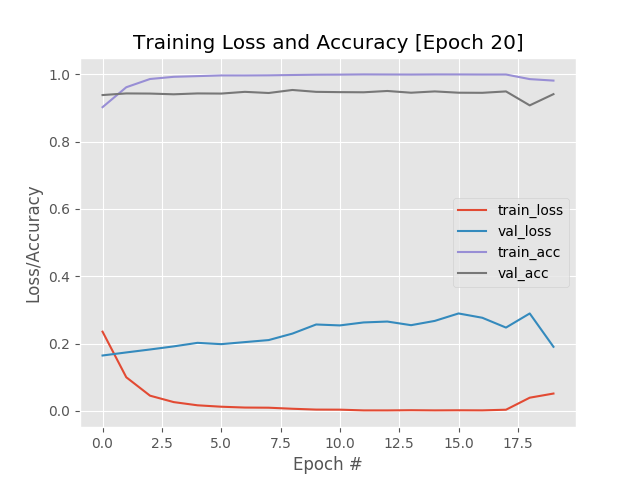 Training Loss and Accuracy [Epoch 20]
Loss/Accuracy
1.0
0.8
0.6
0.4
0.2
0.0
train_loss
val_loss
train_acc
val_acc
0.0 2.5 5.0 7.5 10.0 12.5 15.0 17.5
Epoch #